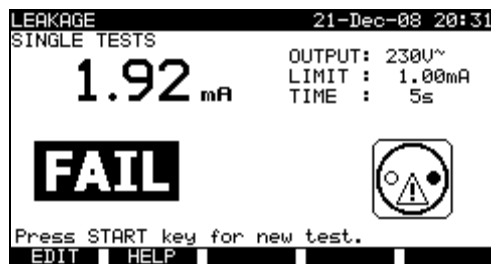 LEAKAGE 21-Dec-08 20:31
SINGLE TESTS
1.92 mA
OUTPUT: 230V~
LIMIT : 1.00mA
TIME : 5s
FAIL
Press START key for new test.
EDIT HELP